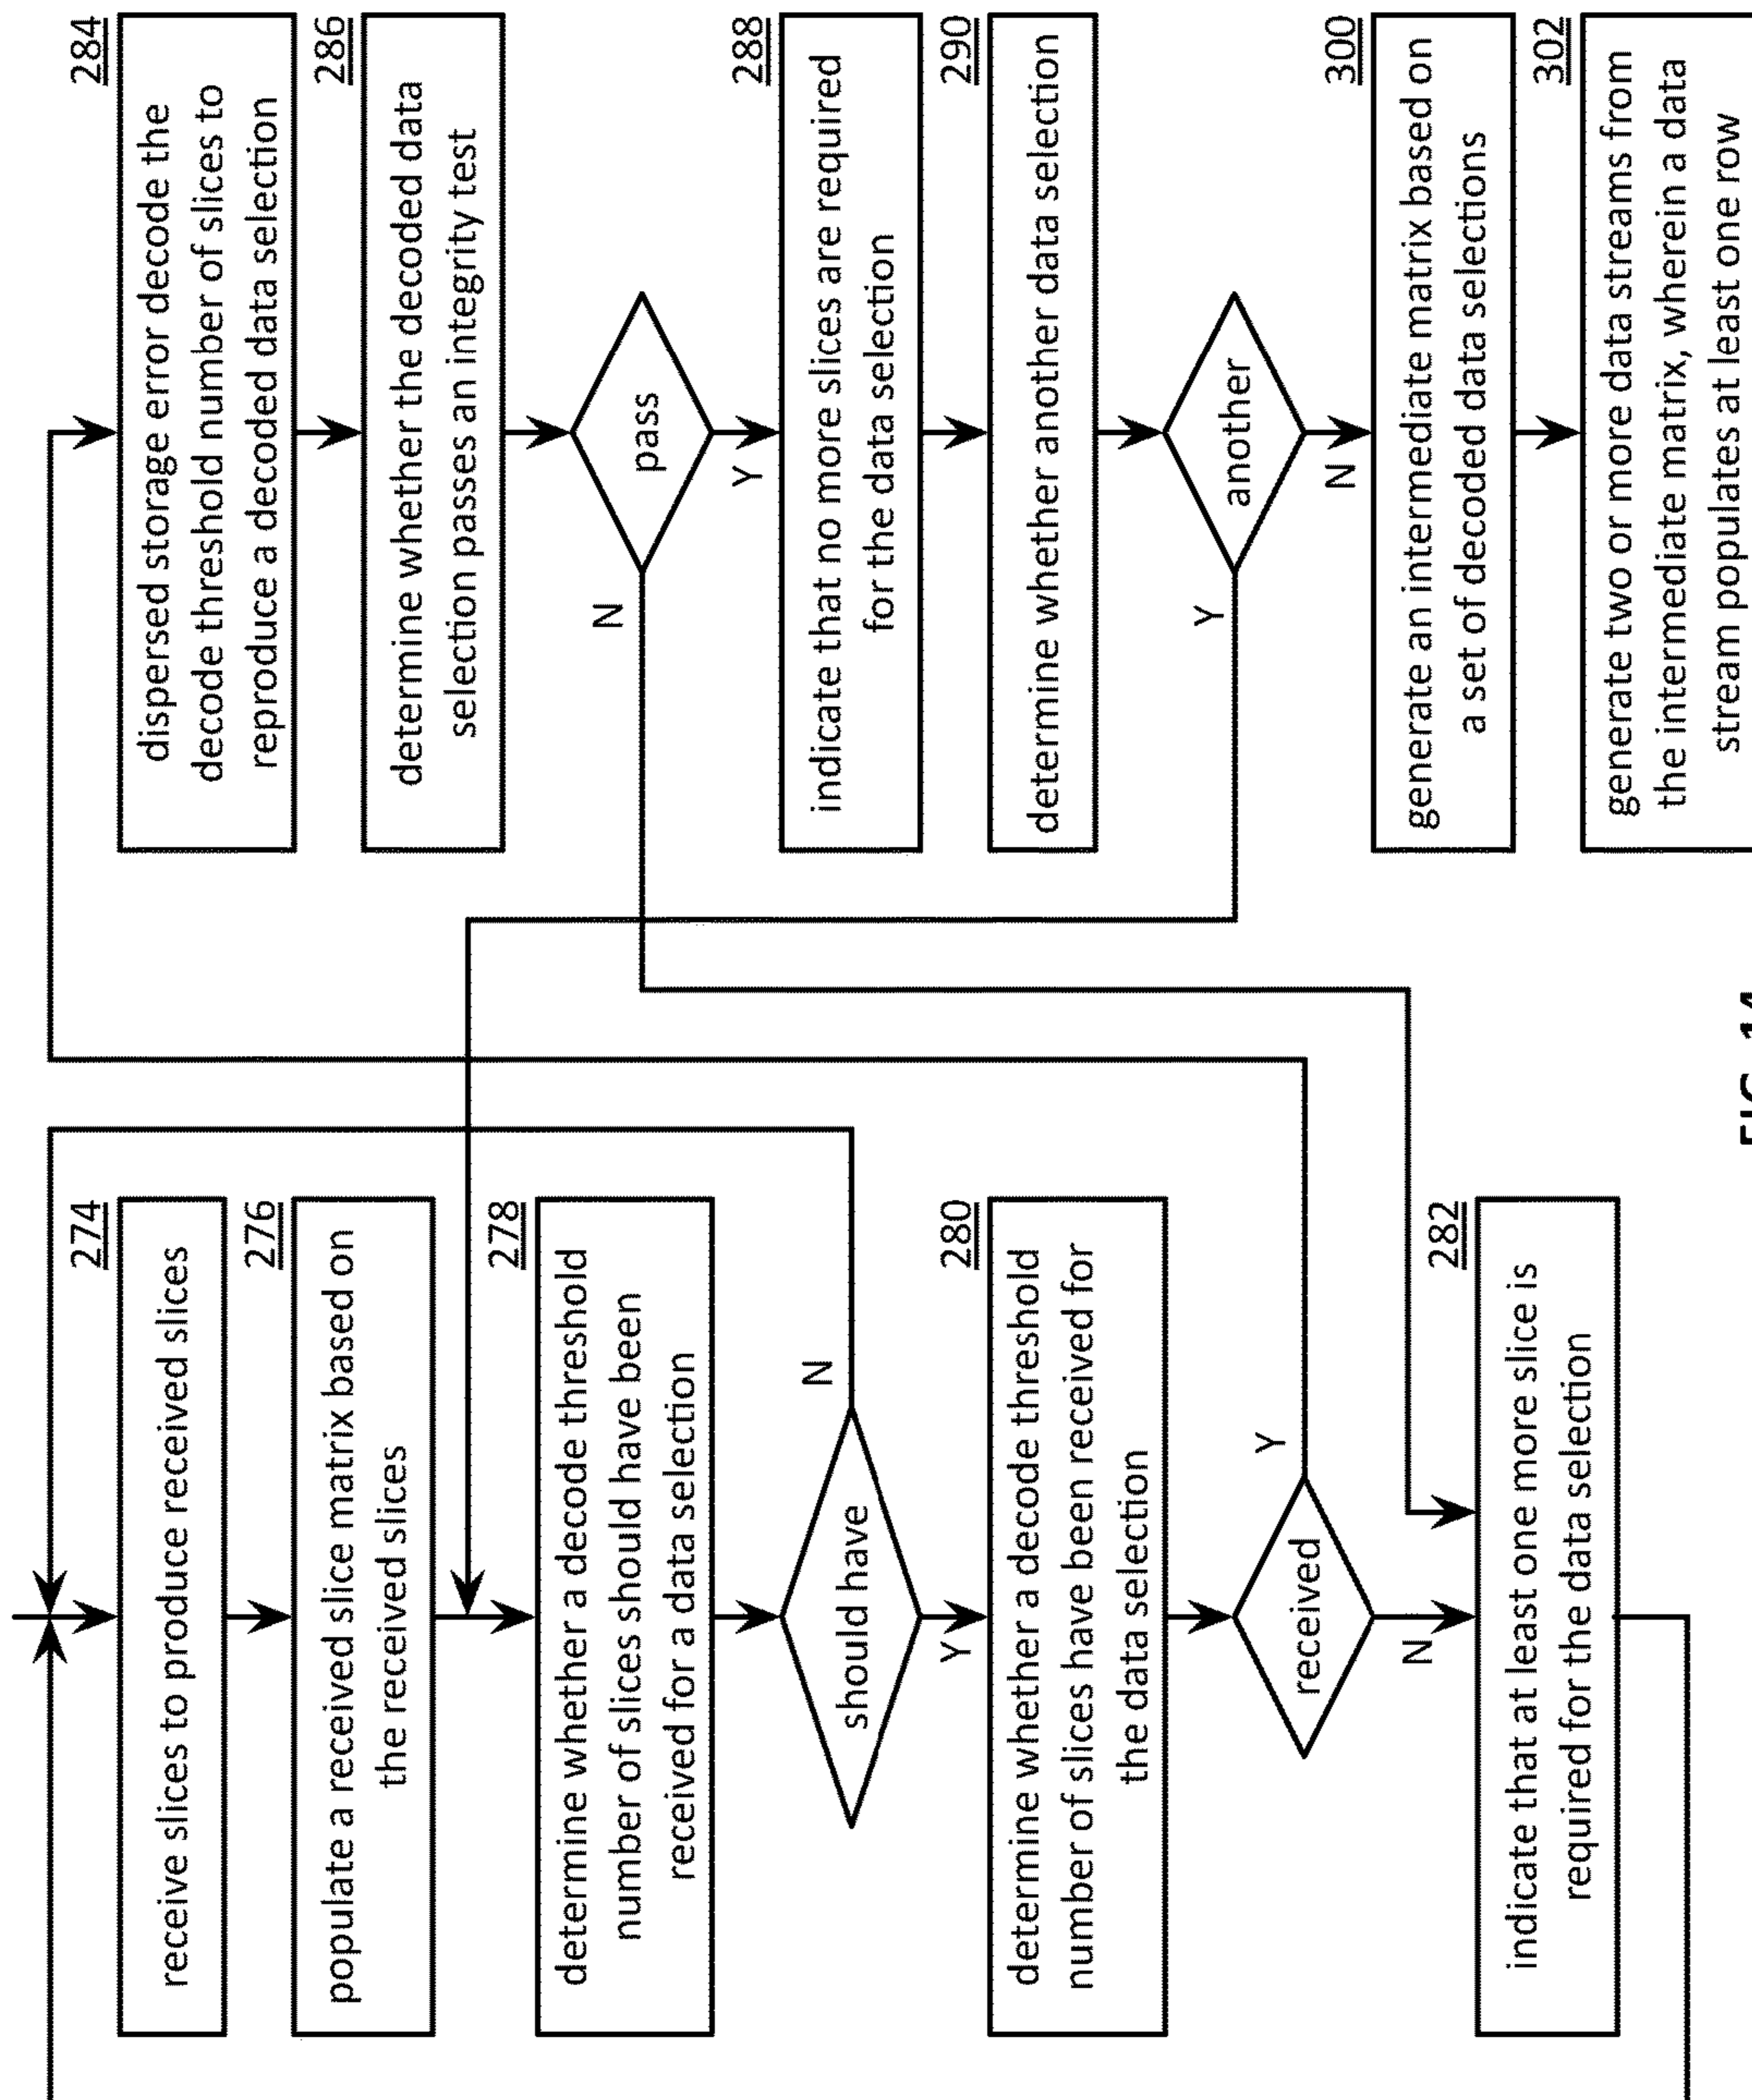 274
receive slices to produce received slices
276
populate a received slice matrix based on
the received slices
278
determine whether a decode threshold
number of slices should have been
received for a data selection
should have
N
Y
280
determine whether a decode threshold
number of slices have been received for
the data selection
received
Y
N
282
indicate that at least one more slice is
required for the data selection
284
dispersed storage error decode the
decode threshold number of slices to
reproduce a decoded data selection
286
determine whether the decoded data
selection passes an integrity test
pass
N
Y
288
indicate that no more slices are required
for the data selection
290
determine whether another data selection
another
Y
N
300
generate an intermediate matrix based on
a set of decoded data selections
302
generate two or more data streams from
the intermediate matrix, wherein a data
stream populates at least one row